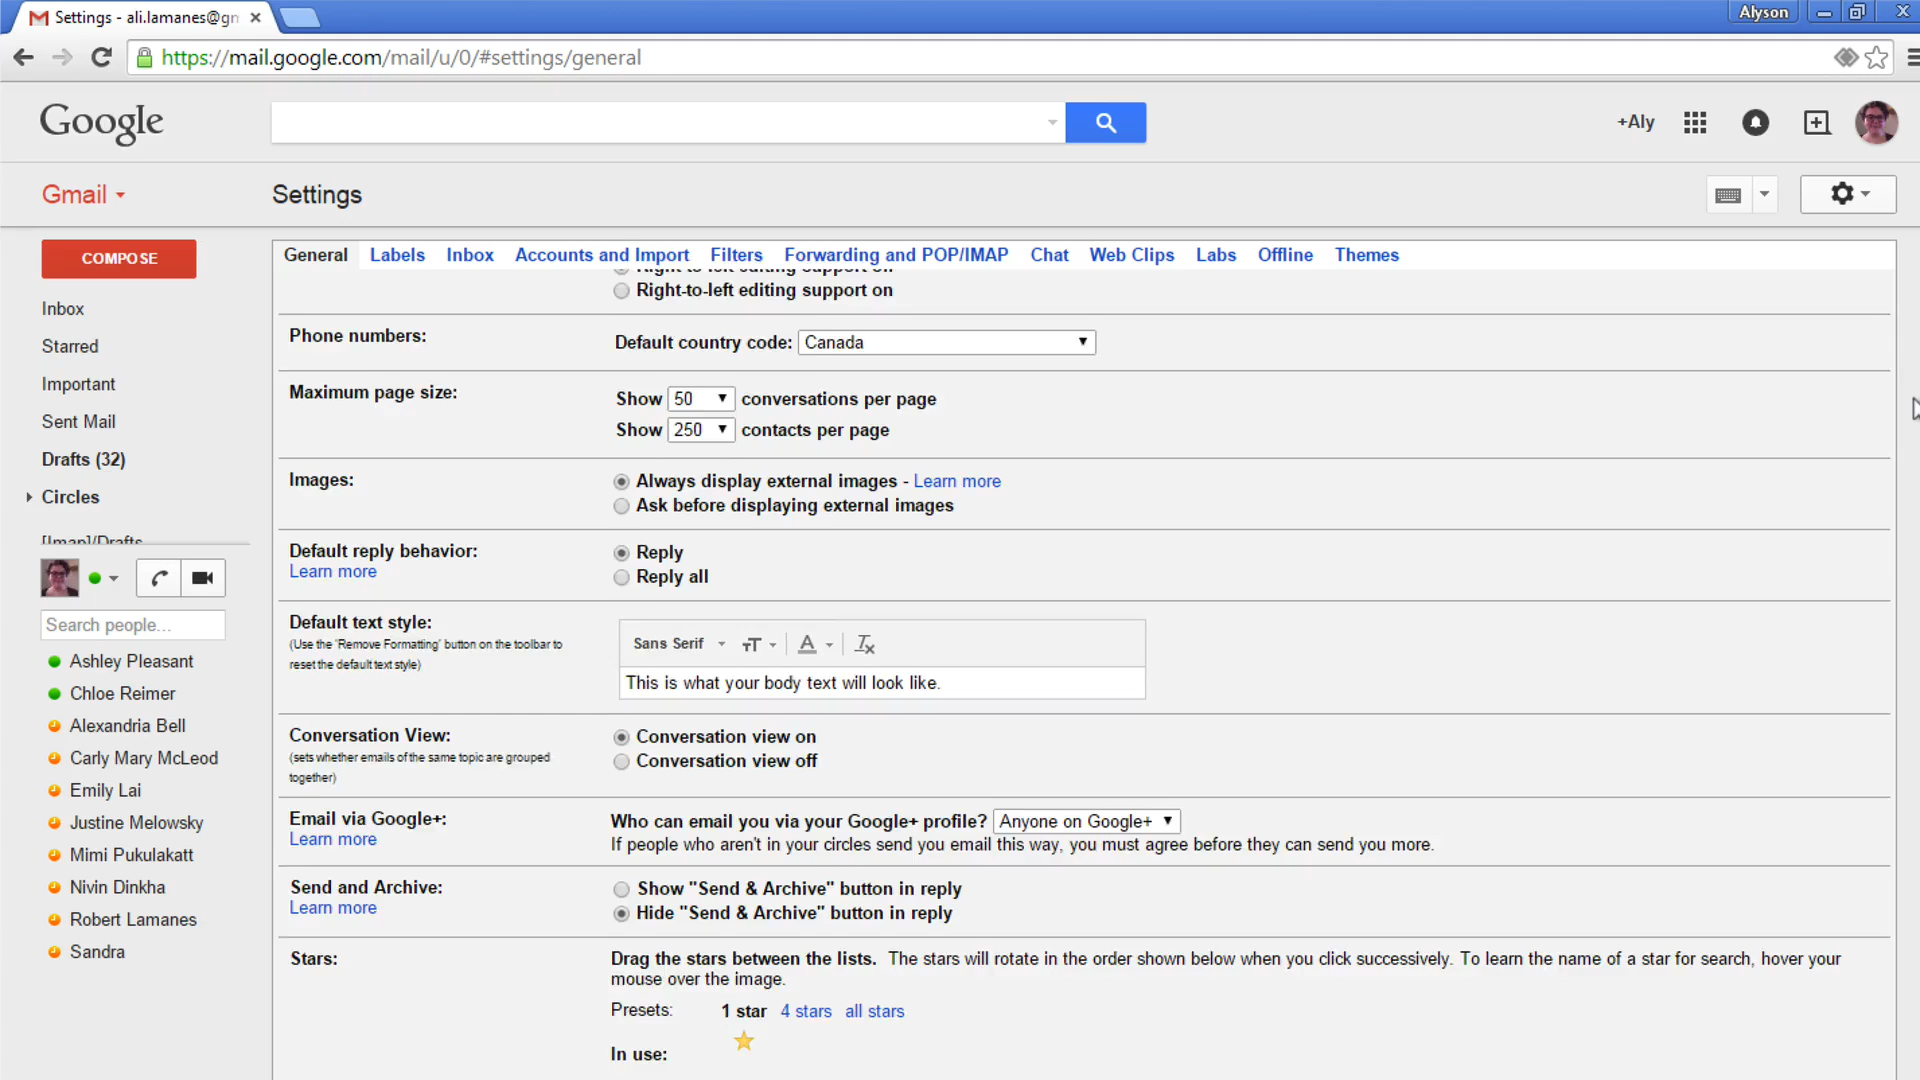 Settings - ali.lamanes@gm
Alyson
https://mail.google.com/mail/u/0/#settings/general
Google
+Aly
Gmail
Settings
COMPOSE
General Labels Inbox Accounts and Import Filters Forwarding and POP/IMAP Chat Web Clips Labs Offline Themes
Right-to-left editing support off
Right-to-left editing support on
Inbox
Starred
Important
Sent Mail
Drafts (32)
Circles
[Imap]/Drafts
Search people...
Ashley Pleasant
Chloe Reimer
Alexandria Bell
Carly Mary McLeod
Emily Lai
Justine Melowsky
Mimi Pukulakatt
Nivin Dinkha
Robert Lamanes
Sandra
Phone numbers:
Default country code: Canada
Maximum page size:
Show 50 conversations per page
Show 250 contacts per page
Images:
Always display external images - Learn more
Ask before displaying external images
Default reply behavior:
Learn more
Reply
Reply all
Default text style:
(Use the 'Remove Formatting' button on the toolbar to
reset the default text style)
Sans Serif
This is what your body text will look like.
Conversation View:
(sets whether emails of the same topic are grouped
together)
Conversation view on
Conversation view off
Email via Google+:
Learn more
Who can email you via your Google+ profile? Anyone on Google+
If people who aren't in your circles send you email this way, you must agree before they can send you more.
Send and Archive:
Learn more
Show "Send & Archive" button in reply
Hide "Send & Archive" button in reply
Stars:
Drag the stars between the lists. The stars will rotate in the order shown below when you click successively. To learn the name of a star for search, hover your
mouse over the image.
Presets: 1 star 4 stars all stars
In use: